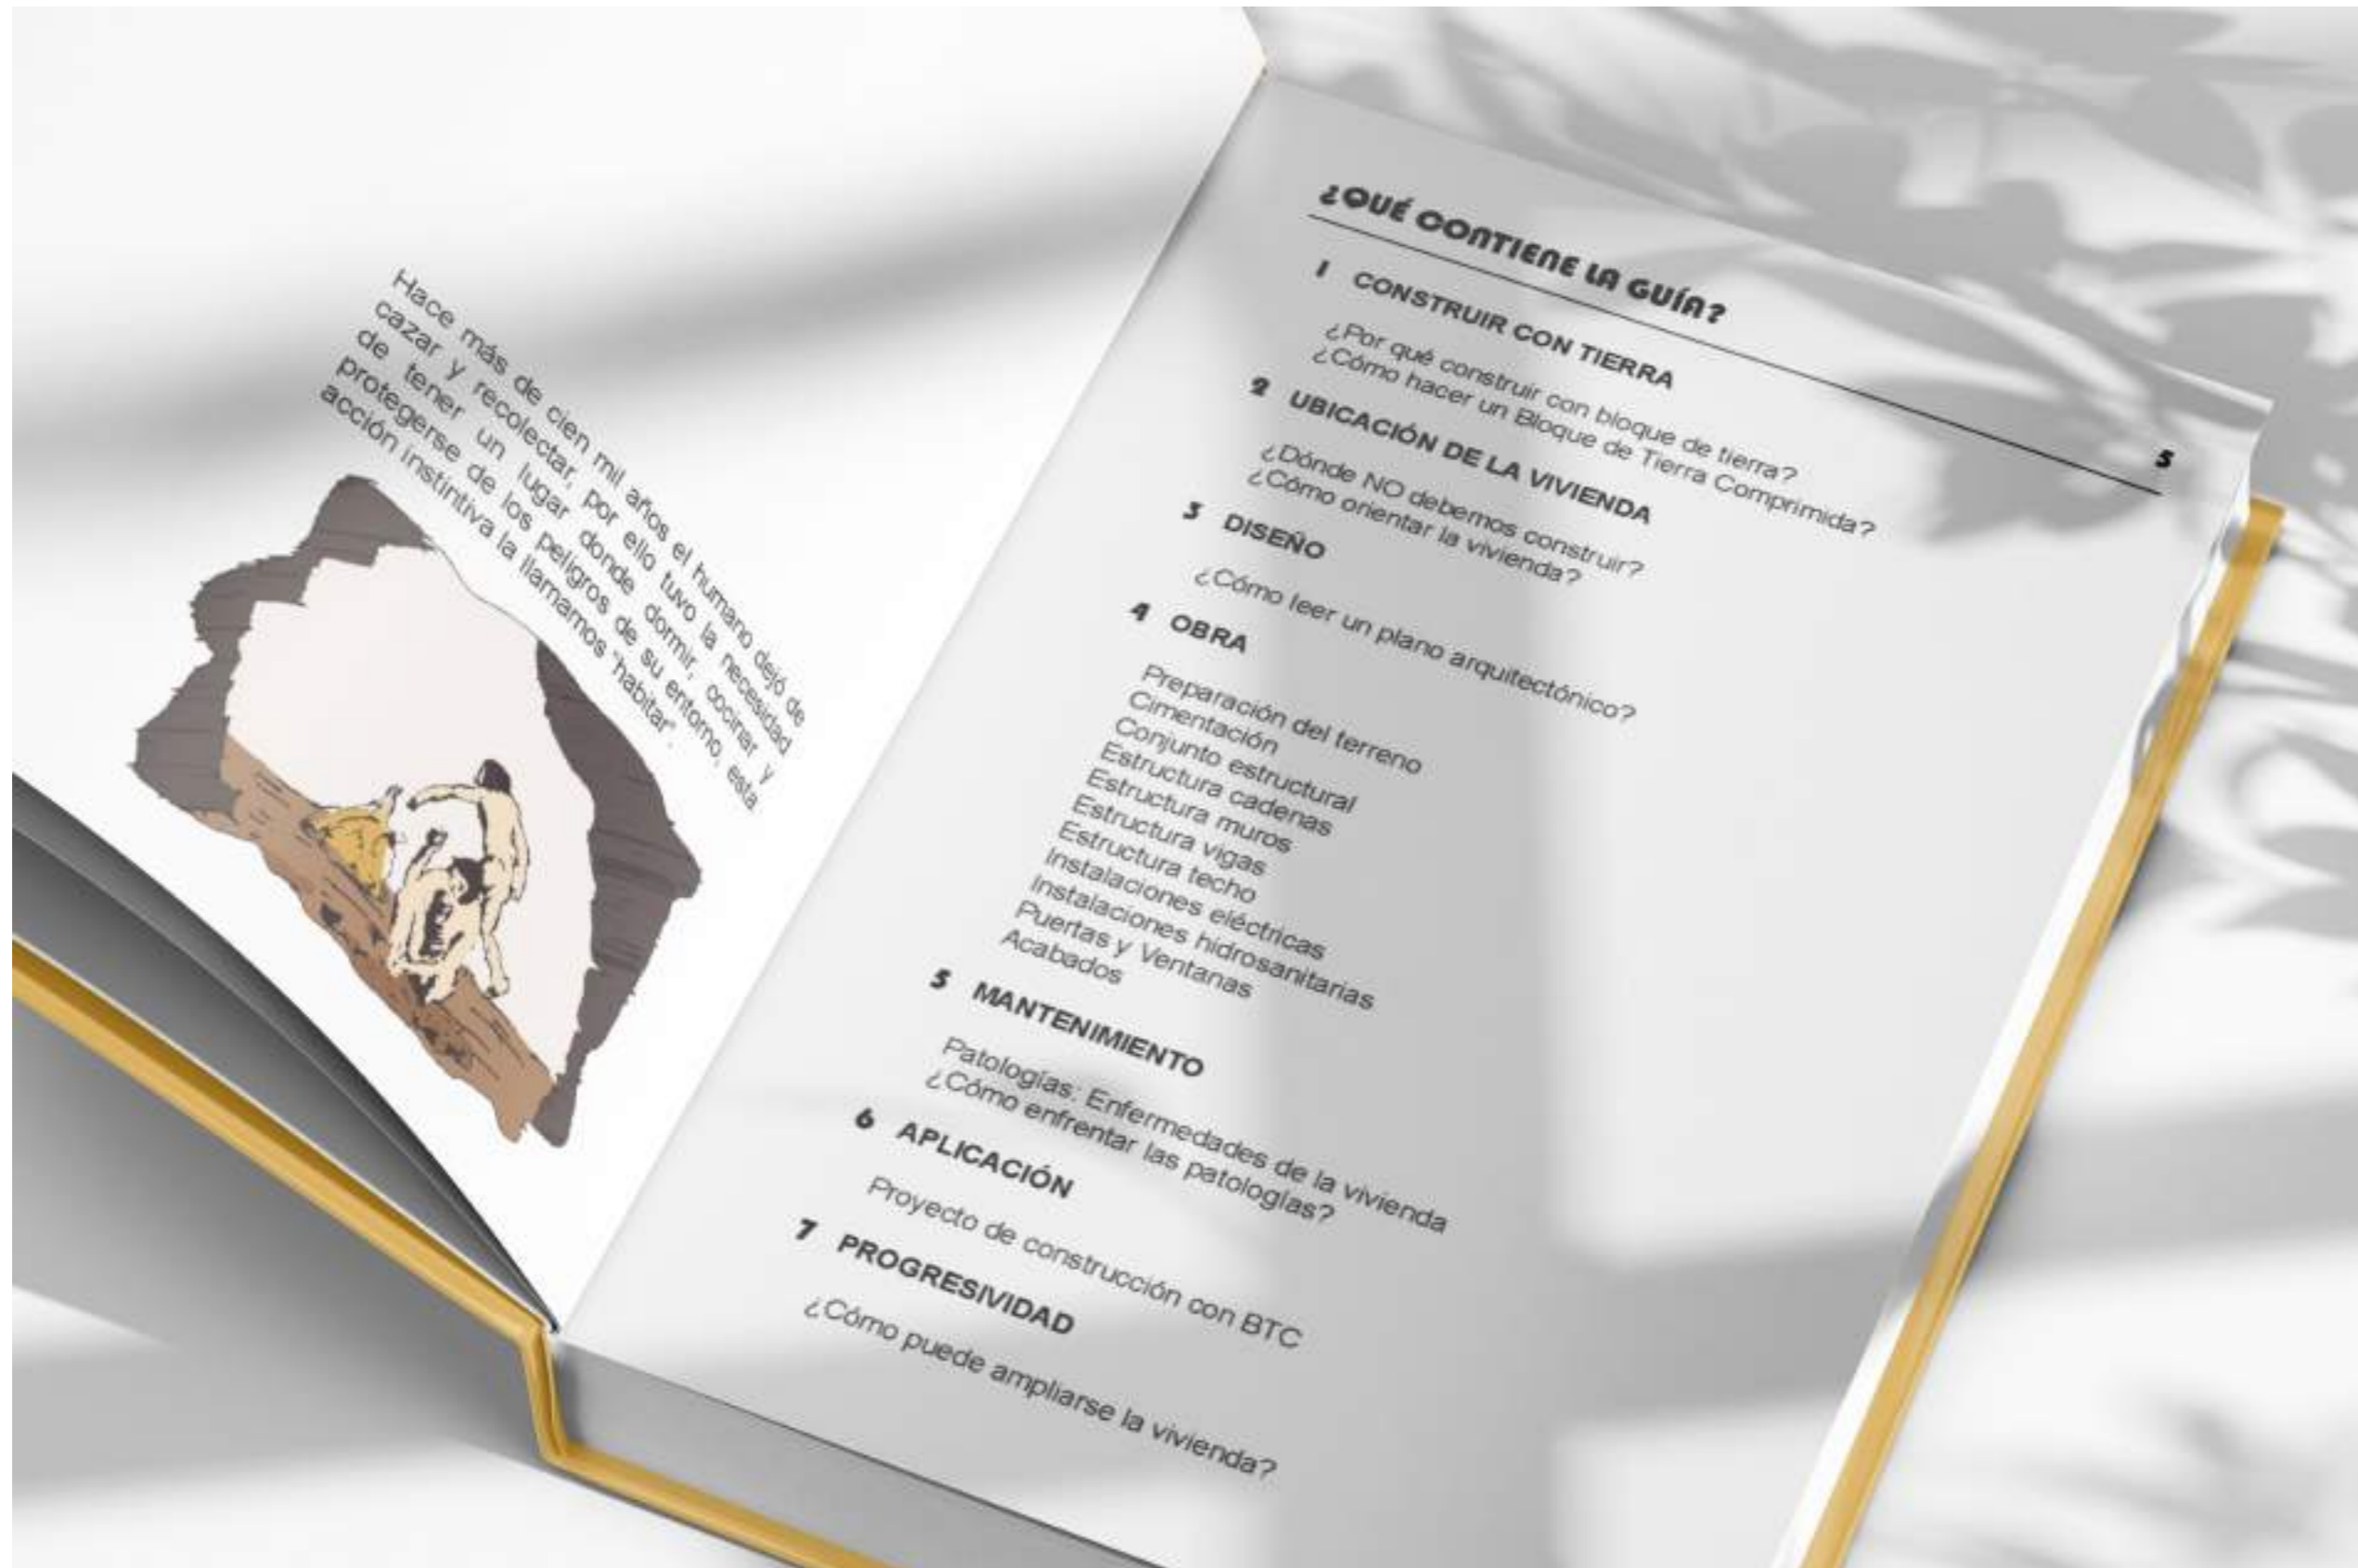 Hace más de cien mil años el humano dejó de
cazar y recolectar, por ello tuvo la necesidad
de tener un lugar donde dormir, cocinar y
protegerse de los peligros de su entorno, esta
acción instintiva la llamamos "habitar".
¿QUÉ CONTIENE LA GUÍA?
5
1 CONSTRUIR CON TIERRA
¿Por qué construir con bloque de tierra?
¿Cómo hacer un Bloque de Tierra Comprimida?
2 UBICACIÓN DE LA VIVIENDA
¿Dónde NO debemos construir?
¿Cómo orientar la vivienda?
3 DISEÑO
¿Cómo leer un plano arquitectónico?
4 OBRA
Preparación del terreno
Cimentación
Conjunto estructural
Estructura cadenas
Estructura muros
Estructura vigas
Estructura techo
Instalaciones eléctricas
Instalaciones hidrosanitarias
Puertas y Ventanas
Acabados
5 MANTENIMIENTO
Patologías: Enfermedades de la vivienda
¿Cómo enfrentar las patologías?
6 APLICACIÓN
Proyecto de construcción con BTC
7 PROGRESIVIDAD
¿Cómo puede ampliarse la vivienda?